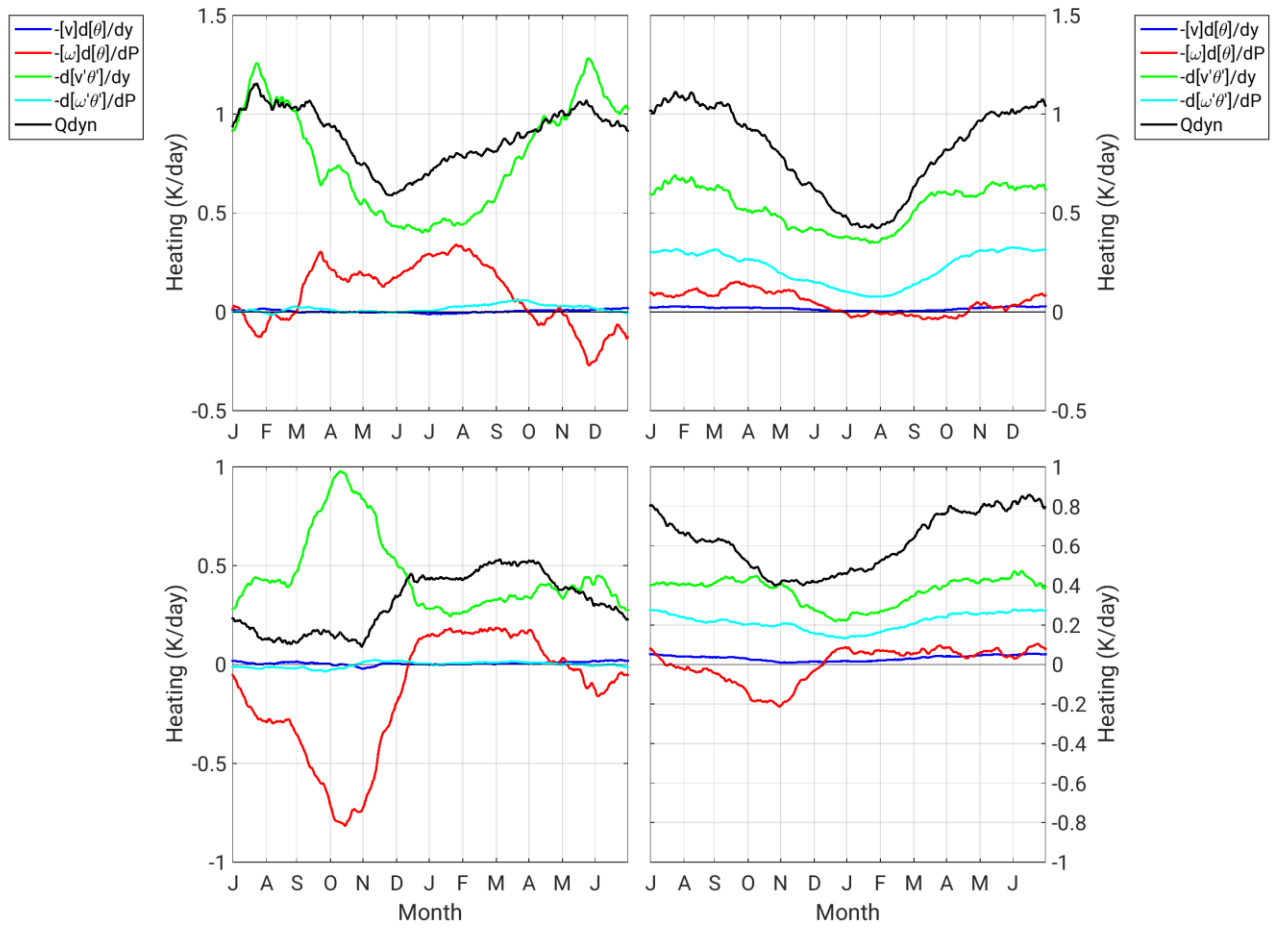 -[v]d[θ]/dy
-[ω]d[θ]/dP
-d[v'θ']/dy
-d[ω'θ']/dP
Qdyn
1.5
1
0.5
0
-0.5
Heating (K/day)
J F M A M J J A S O N D
1.5
1
0.5
0
-0.5
Heating (K/day)
J F M A M J J A S O N D
-[v]d[θ]/dy
-[ω]d[θ]/dP
-d[v'θ']/dy
-d[ω'θ']/dP
Qdyn
1
0.5
0
-0.5
-1
Heating (K/day)
J A S O N D J F M A M J
Month
1
0.8
0.6
0.4
0.2
0
-0.2
-0.4
-0.6
-0.8
-1
Heating (K/day)
J A S O N D J F M A M J
Month